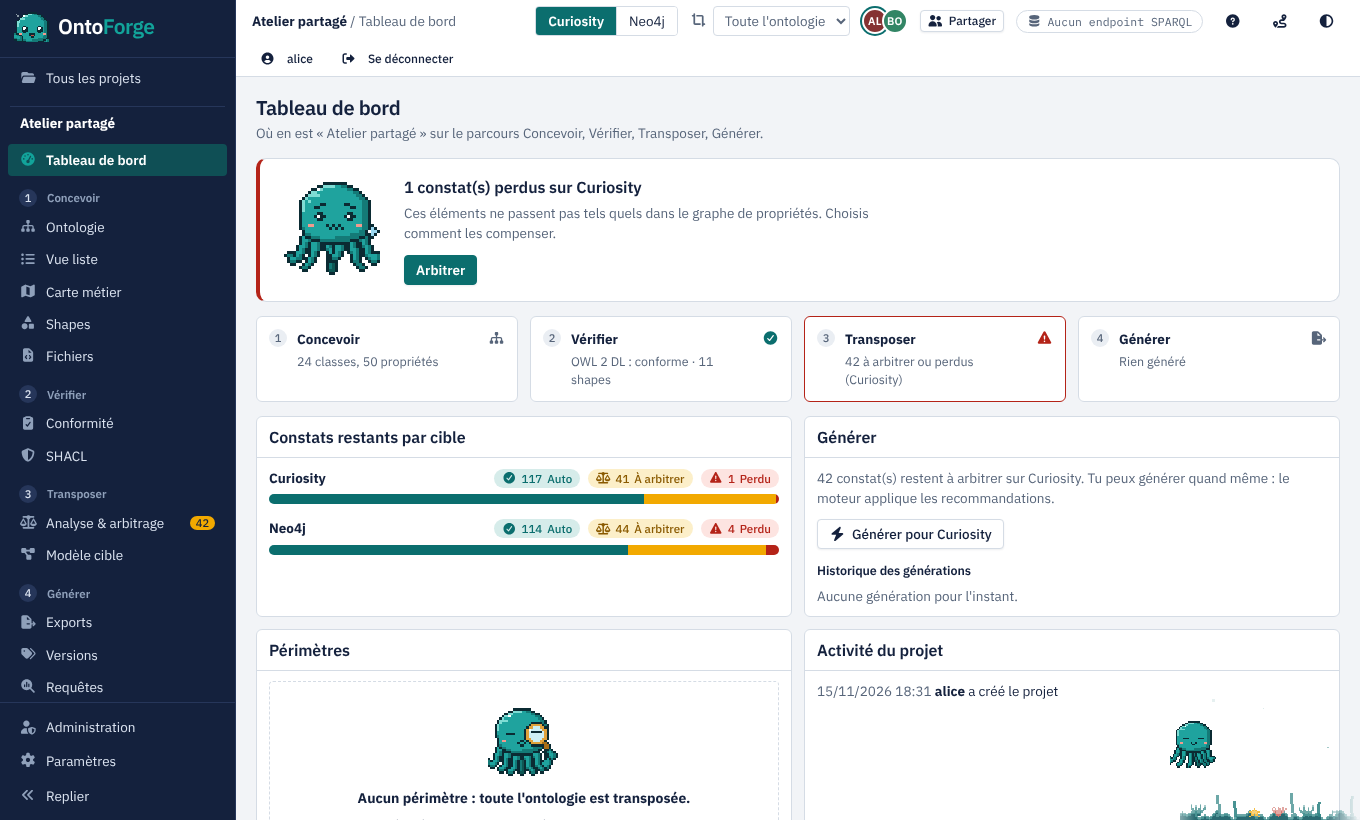 OntoForge
Tous les projets
Atelier partagé
Tableau de bord
1 Concevoir
Ontologie
Vue liste
Carte métier
Shapes
Fichiers
2 Vérifier
Conformité
SHACL
3 Transposer
Analyse & arbitrage 42
Modèle cible
4 Générer
Exports
Versions
Requêtes
Administration
Paramètres
Replier
Atelier partagé / Tableau de bord
Curiosity Neo4j
Toute l'ontologie
AL BO
Partager
Aucun endpoint SPARQL
alice
Se déconnecter
Tableau de bord
Où en est « Atelier partagé » sur le parcours Concevoir, Vérifier, Transposer, Générer.
1 constat(s) perdus sur Curiosity
Ces éléments ne passent pas tels quels dans le graphe de propriétés. Choisis
comment les compenser.
Arbitrer
1 Concevoir
24 classes, 50 propriétés
2 Vérifier
OWL 2 DL : conforme · 11
shapes
3 Transposer
42 à arbitrer ou perdus
(Curiosity)
4 Générer
Rien généré
Constats restants par cible
Curiosity 117 Auto 41 À arbitrer 1 Perdu
Neo4j 114 Auto 44 À arbitrer 4 Perdu
Générer
42 constat(s) restent à arbitrer sur Curiosity. Tu peux générer quand même : le
moteur applique les recommandations.
Générer pour Curiosity
Historique des générations
Aucune génération pour l'instant.
Périmètres
Aucun périmètre : toute l'ontologie est transposée.
Activité du projet
15/11/2026 18:31 alice a créé le projet